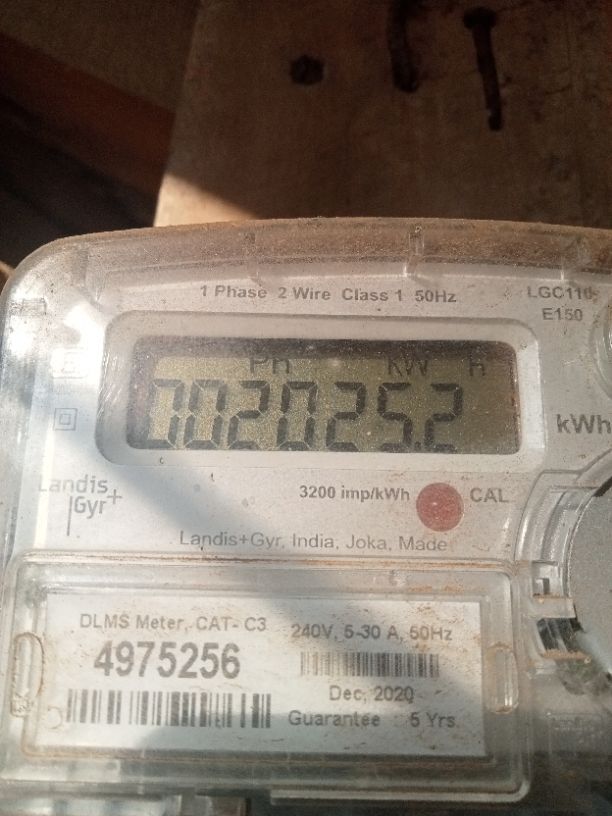 1 Phase 2 Wire Class 1 50Hz
LGC110-
E150
Ph kW H
002025.2
kWh
Landis
Gyr+
3200 imp/kWh
CAL
Landis+Gyr, India, Joka, Made
DLMS Meter, CAT- C3
4975256
240V, 5-30 A, 50Hz
Dec, 2020
Guarantee : 5 Yrs.